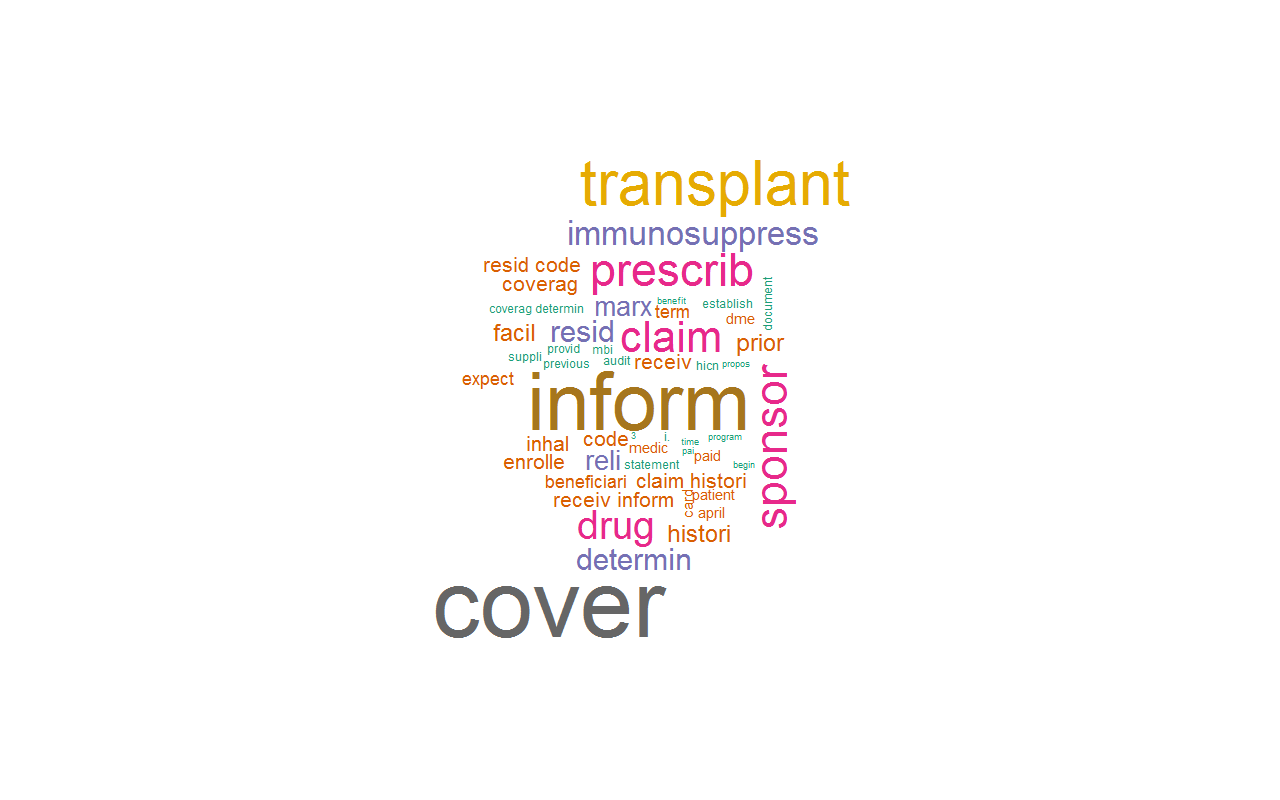 transplant
immunosuppress
resid code
prescrib
coverag
document
coverag determin
marx
benefit
term
establish
dme
facil
resid
claim
prior
suppli
provid
mbi
previous
audit
receiv
hicn
propos
expect
inform
sponsor
inhal
code
3
medic
i.
time
pai
program
paid
enrolle
reli
statement
begin
beneficiari
claim histori
receiv inform
card
patient
april
drug
histori
determin
cover